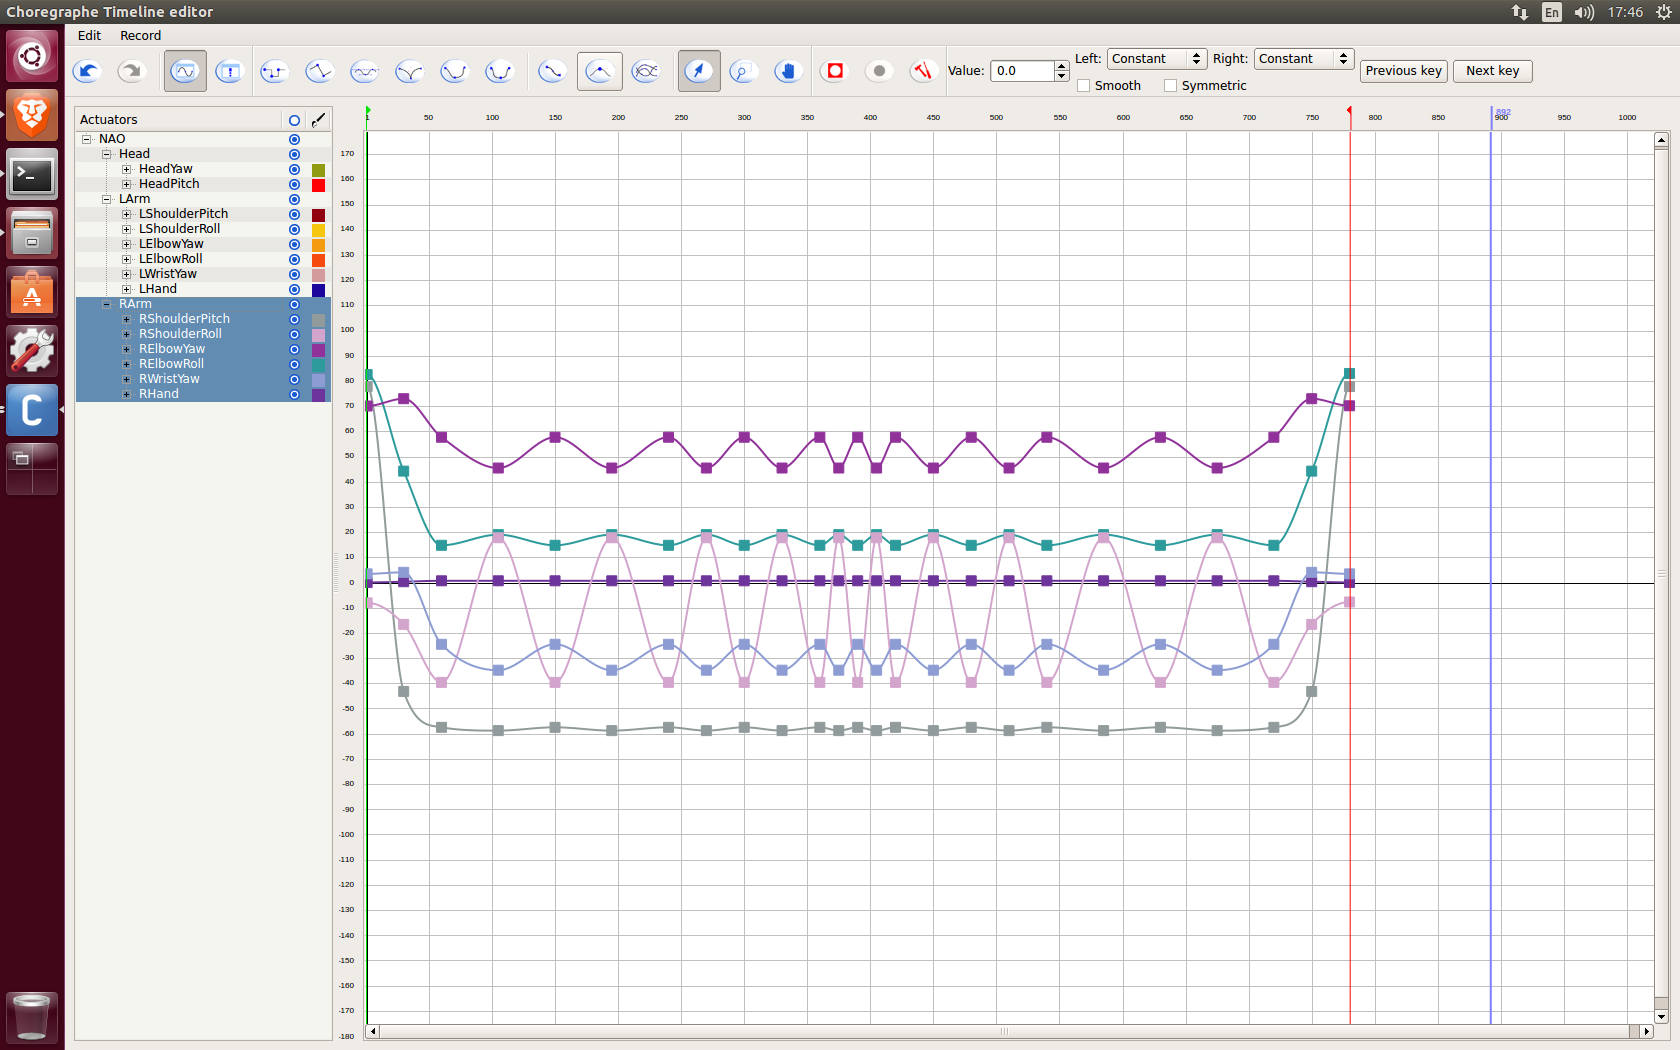 Choregraphe Timeline editor
En
17:46
Edit Record
Value: 0.0
Left: Constant Right: Constant
Smooth Symmetric
Previous key Next key
Actuators
NAO
Head
HeadYaw
HeadPitch
LArm
LShoulderPitch
LShoulderRoll
LElbowYaw
LElbowRoll
LWristYaw
LHand
RArm
RShoulderPitch
RShoulderRoll
RElbowYaw
RElbowRoll
RWristYaw
RHand
892
1 50 100 150 200 250 300 350 400 450 500 550 600 650 700 750 800 850 900 950 1000
170
160
150
140
130
120
110
100
90
80
70
60
50
40
30
20
10
0
-10
-20
-30
-40
-50
-60
-70
-80
-90
-100
-110
-120
-130
-140
-150
-160
-170
-180